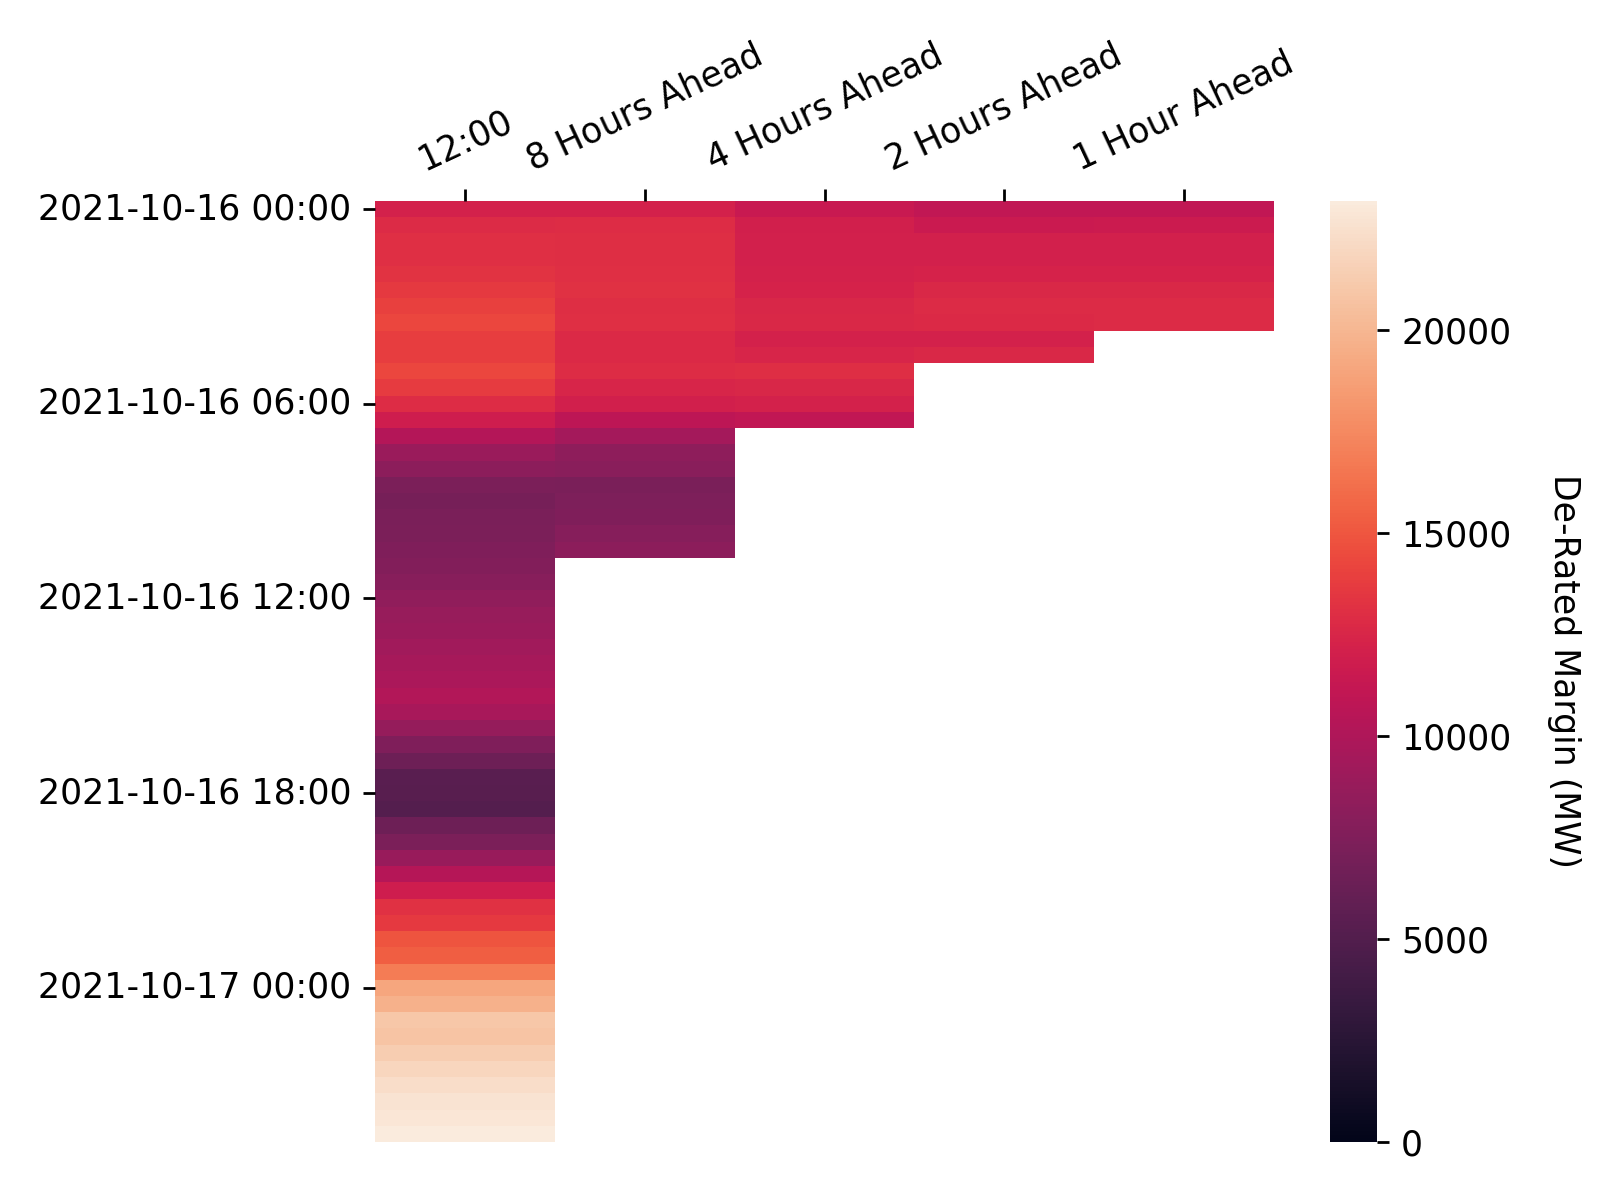 12:00
8 Hours Ahead
4 Hours Ahead
2 Hours Ahead
1 Hour Ahead
2021-10-16 00:00
2021-10-16 06:00
2021-10-16 12:00
2021-10-16 18:00
2021-10-17 00:00
20000
15000
10000
5000
0
De-Rated Margin (MW)